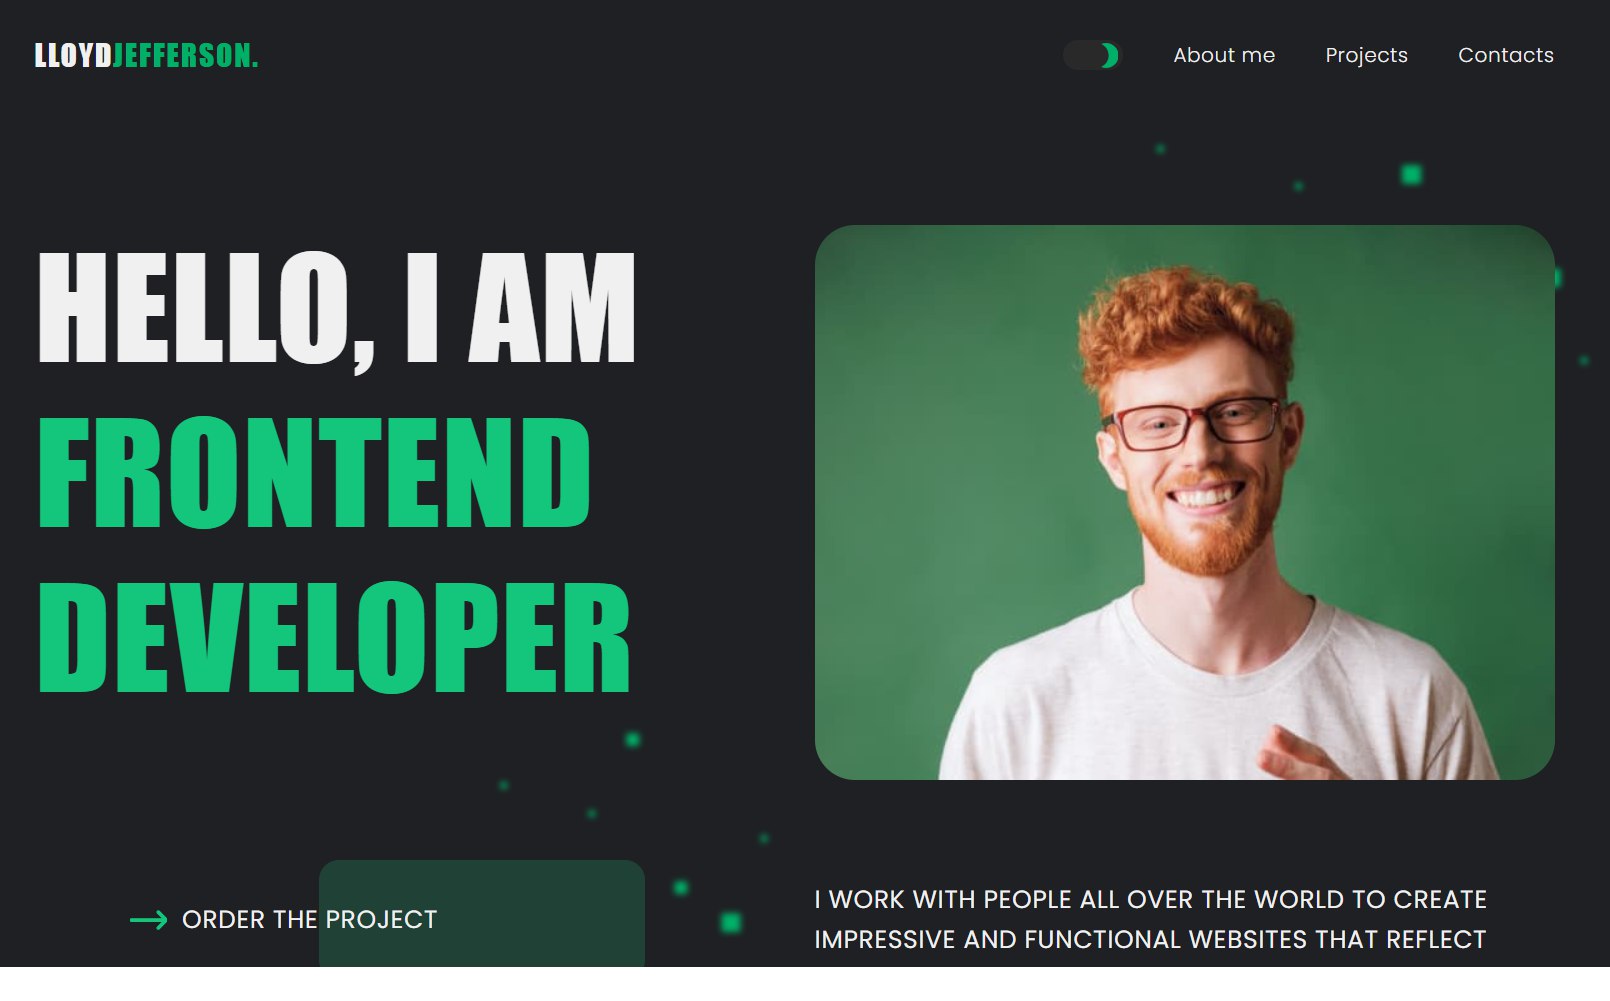 LLOYDJEFFERSON.
About me
Projects
Contacts
HELLO, I AM
FRONTEND
DEVELOPER
ORDER THE PROJECT
I WORK WITH PEOPLE ALL OVER THE WORLD TO CREATE
IMPRESSIVE AND FUNCTIONAL WEBSITES THAT REFLECT